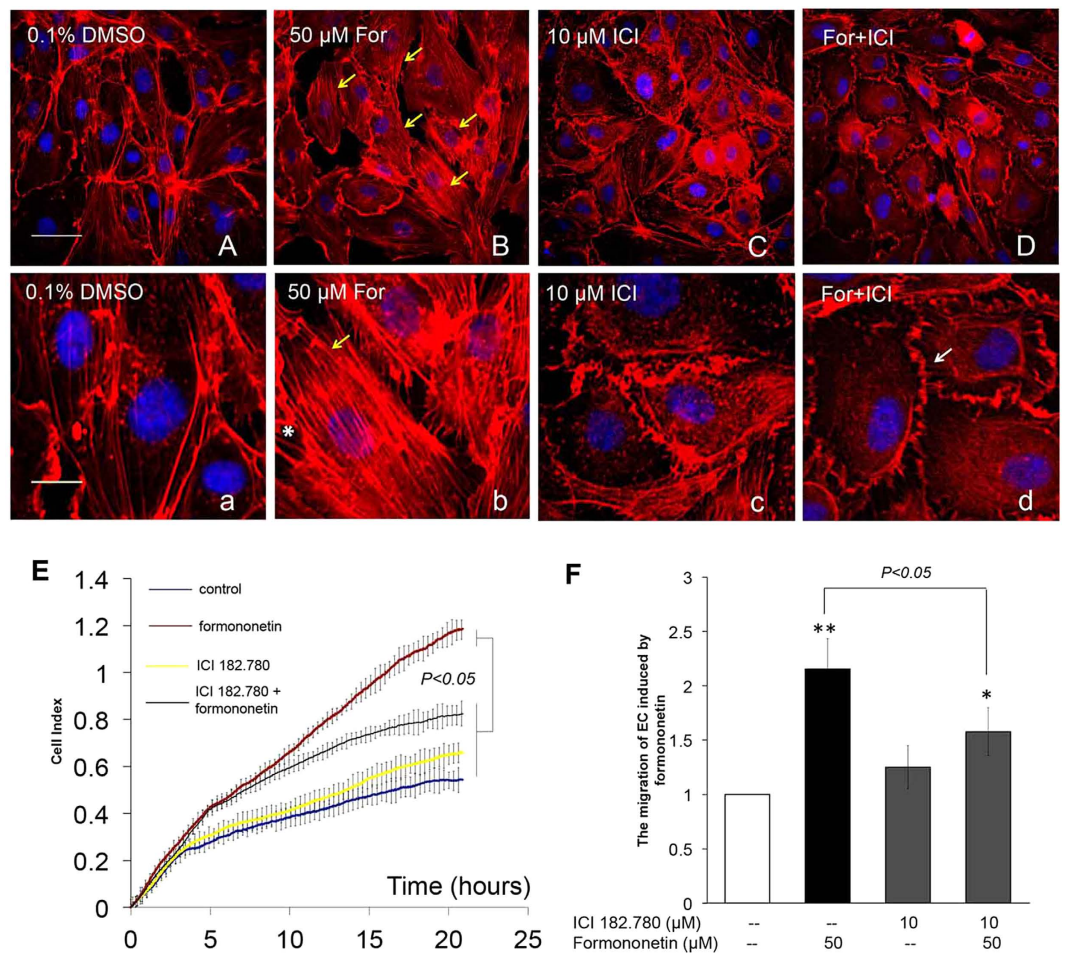 0.1% DMSO
50 µM For
10 µM ICI
For+ICI
A
B
C
D
0.1% DMSO
50 µM For
10 µM ICI
For+ICI
*
a
b
c
d
E
Cell Index
1.4
1.2
1
0.8
0.6
0.4
0.2
0
control
formononetin
ICI 182.780
ICI 182.780 +
formononetin
P<0.05
Time (hours)
0 5 10 15 20 25
F
The migration of EC induced by
formononetin
3
2.5
2
1.5
1
0.5
0
P<0.05
**
*
ICI 182.780 (µM) -- -- 10 10
Formononetin (µM) -- 50 -- 50